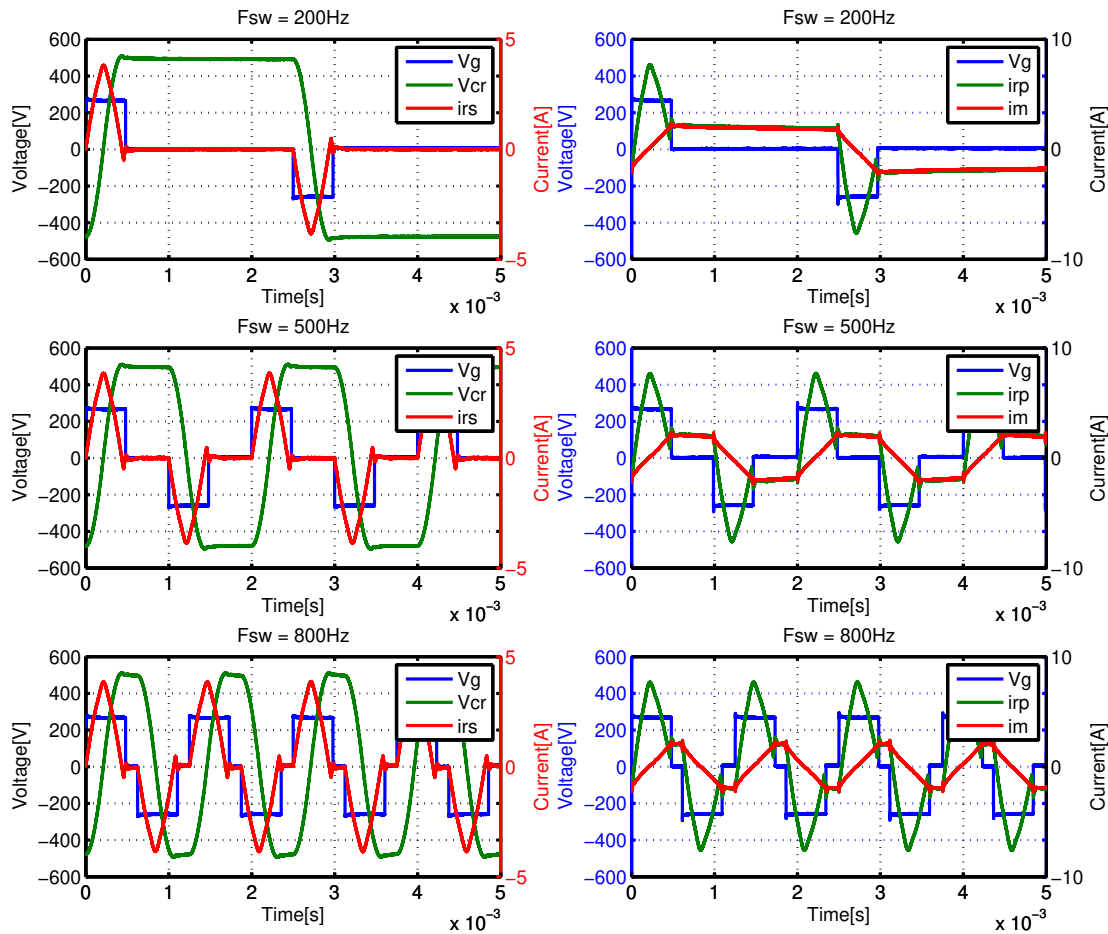 Fsw = 200Hz
600
400
200
0
−200
−400
−600
Voltage[V]
5
0
−5
Current[A]
Vg
Vcr
irs
0
1
2
3
4
5
Time[s]
x 10⁻³
Fsw = 200Hz
600
400
200
0
−200
−400
−600
Voltage[V]
10
0
−10
Current[A]
Vg
irp
im
0
1
2
3
4
5
Time[s]
x 10⁻³
Fsw = 500Hz
600
400
200
0
−200
−400
−600
Voltage[V]
5
0
−5
Current[A]
Vg
Vcr
irs
0
1
2
3
4
5
Time[s]
x 10⁻³
Fsw = 500Hz
600
400
200
0
−200
−400
−600
Voltage[V]
10
0
−10
Current[A]
Vg
irp
im
0
1
2
3
4
5
Time[s]
x 10⁻³
Fsw = 800Hz
600
400
200
0
−200
−400
−600
Voltage[V]
5
0
−5
Current[A]
Vg
Vcr
irs
0
1
2
3
4
5
Time[s]
x 10⁻³
Fsw = 800Hz
600
400
200
0
−200
−400
−600
Voltage[V]
10
0
−10
Current[A]
Vg
irp
im
0
1
2
3
4
5
Time[s]
x 10⁻³